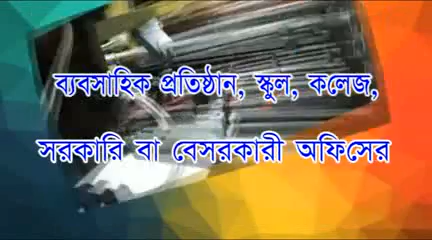 ব্যবসাহিক প্রতিষ্ঠান, স্কুল, কলেজ,
সরকারি বা বেসরকারী অফিসের